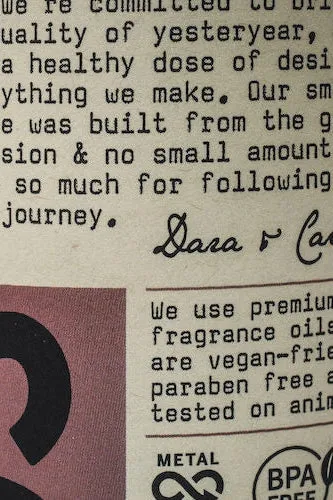 we're committed to bri
uality of yesteryear,
a healthy dose of desi
ything we make. Our sm
e was built from the g
sion & no small amount
so much for following
journey.
Dara & Ca
We use premium
fragrance oils
are vegan-frie
paraben free a
tested on anim
METAL
BPA
FREE